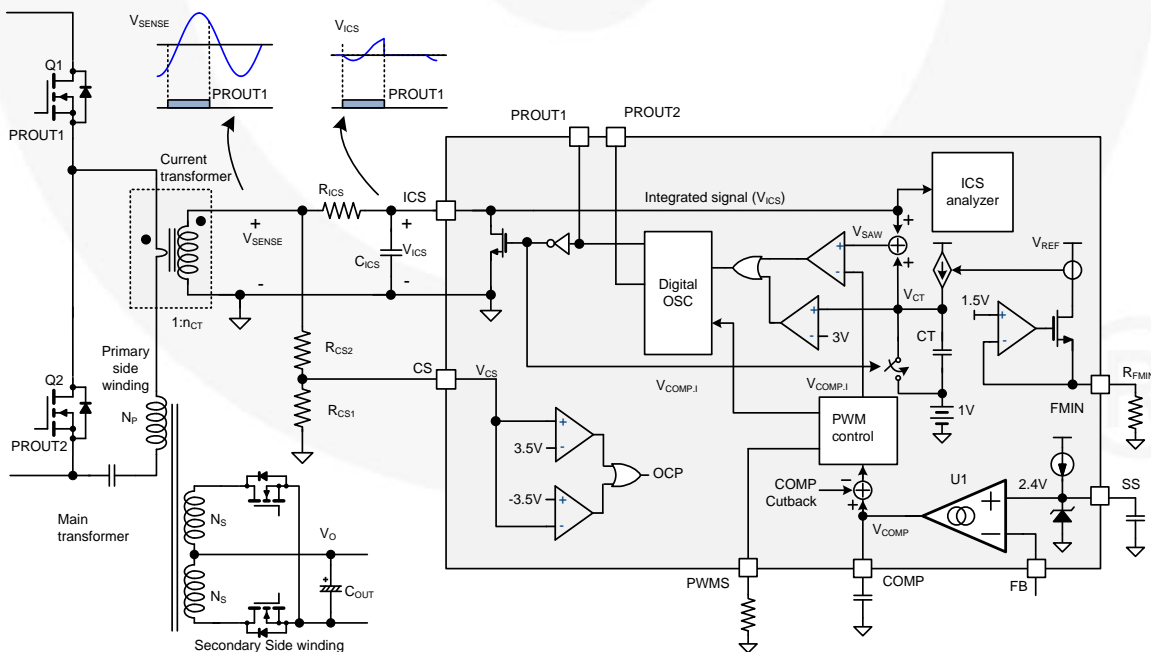 VSENSE
VICS
Q1
PROUT1
PROUT1
PROUT1
PROUT1
PROUT2
Current
transformer
RICS
ICS
Integrated signal (VICS)
ICS
analyzer
+
VSENSE
-
+
VICS
-
CICS
VSAW
+
+
VREF
+
-
Digital
OSC
VCT
1.5V
+
-
1:nCT
+
-
3V
CT
RCS2
Primary
side
winding
Q2
CS
VCS
VCOMP.I
VCOMP.I
RFMIN
FMIN
1V
NP
RCS1
PROUT2
PWM
control
+
3.5V
-
OCP
-3.5V
+
-
COMP
Cutback
-
+
U1
2.4V
SS
+
-
VCOMP
Main
transformer
NS
VO
+
COUT
NS
PWMS
COMP
FB
Secondary Side winding